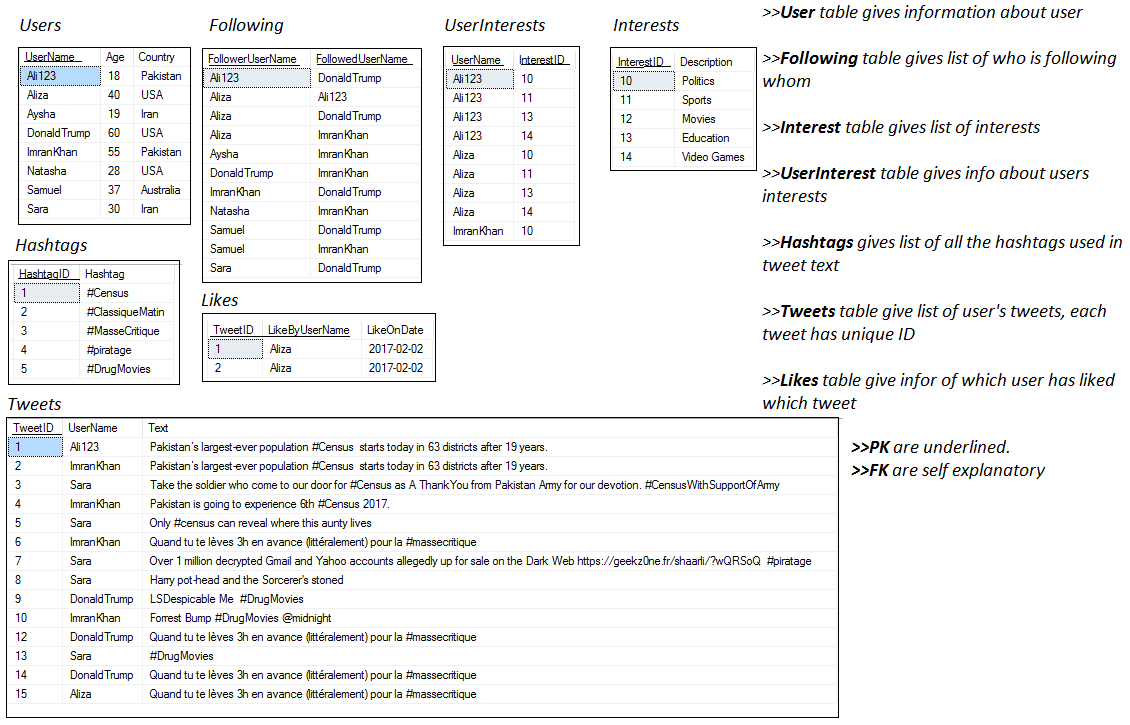 Users
UserName Age Country
Ali123 18 Pakistan
Aliza 40 USA
Aysha 19 Iran
DonaldTrump 60 USA
ImranKhan 55 Pakistan
Natasha 28 USA
Samuel 37 Australia
Sara 30 Iran
Following
FollowerUserName FollowedUserName
Ali123 DonaldTrump
Aliza Ali123
Aliza DonaldTrump
Aliza ImranKhan
Aysha ImranKhan
DonaldTrump ImranKhan
ImranKhan DonaldTrump
Natasha ImranKhan
Samuel DonaldTrump
Samuel ImranKhan
Sara DonaldTrump
UserInterests
UserName InterestID
Ali123 10
Ali123 11
Ali123 13
Ali123 14
Aliza 10
Aliza 11
Aliza 13
Aliza 14
ImranKhan 10
Interests
InterestID Description
10 Politics
11 Sports
12 Movies
13 Education
14 Video Games
>>User table gives information about user
>>Following table gives list of who is following
whom
>>Interest table gives list of interests
>>UserInterest table gives info about users
interests
>>Hashtags gives list of all the hashtags used in
tweet text
>>Tweets table give list of user's tweets, each
tweet has unique ID
>>Likes table give infor of which user has liked
which tweet
>>PK are underlined.
>>FK are self explanatory
Hashtags
HashtagID Hashtag
1 #Census
2 #ClassiqueMatin
3 #MasseCritique
4 #piratage
5 #DrugMovies
Likes
TweetID LikeByUserName LikeOnDate
1 Aliza 2017-02-02
2 Aliza 2017-02-02
Tweets
TweetID UserName Text
1 Ali123 Pakistan's largest-ever population #Census starts today in 63 districts after 19 years.
2 ImranKhan Pakistan's largest-ever population #Census starts today in 63 districts after 19 years.
3 Sara Take the soldier who come to our door for #Census as A ThankYou from Pakistan Army for our devotion. #CensusWithSupportOfArmy
4 ImranKhan Pakistan is going to experience 6th #Census 2017.
5 Sara Only #census can reveal where this aunty lives
6 ImranKhan Quand tu te lèves 3h en avance (littéralement) pour la #massecritique
7 Sara Over 1 million decrypted Gmail and Yahoo accounts allegedly up for sale on the Dark Web https://geekz0ne.fr/shaarli/?wQRSoQ #piratage
8 Sara Harry pot-head and the Sorcerer's stoned
9 DonaldTrump LSDespicable Me #DrugMovies
10 ImranKhan Forrest Bump #DrugMovies @midnight
12 DonaldTrump Quand tu te lèves 3h en avance (littéralement) pour la #massecritique
13 Sara #DrugMovies
14 DonaldTrump Quand tu te lèves 3h en avance (littéralement) pour la #massecritique
15 Aliza Quand tu te lèves 3h en avance (littéralement) pour la #massecritique